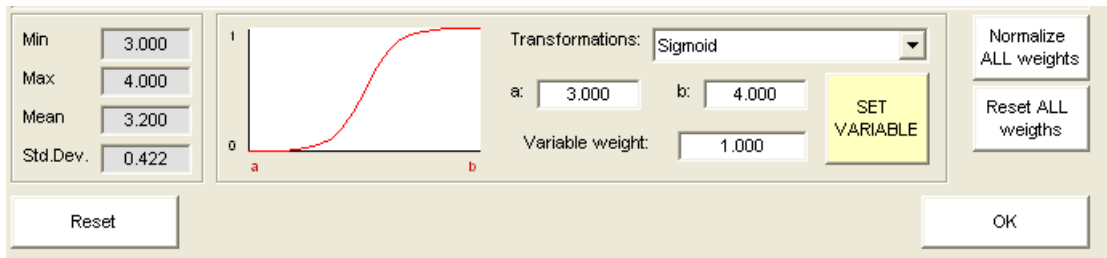 Min 3.000
Max 4.000
Mean 3.200
Std.Dev. 0.422
1
0
a b
Transformations: Sigmoid
a: 3.000 b: 4.000
Variable weight: 1.000
SET
VARIABLE
Normalize
ALL weights
Reset ALL
weigths
Reset
OK